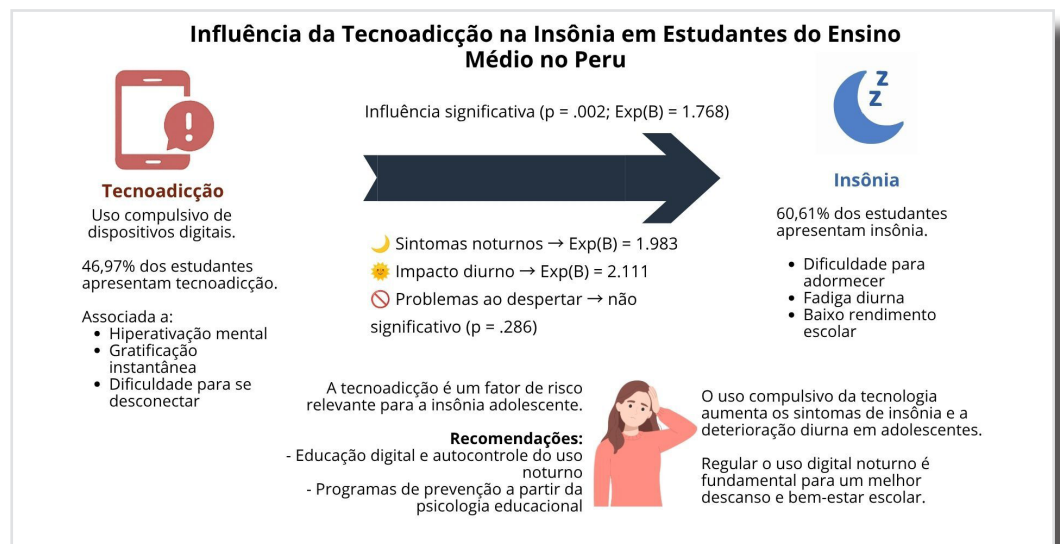 Influência da Tecnoadicção na Insônia em Estudantes do Ensino
Médio no Peru
Tecnoadicção
Uso compulsivo de
dispositivos digitais.
46,97% dos estudantes
apresentam tecnoadicção.
Associada a:
• Hiperativação mental
• Gratificação
instantânea
• Dificuldade para se
desconectar
Influência significativa (p = .002; Exp(B) = 1.768)
🌙 Sintomas noturnos → Exp(B) = 1.983
🌞 Impacto diurno → Exp(B) = 2.111
🚫 Problemas ao despertar → não
significativo (p = .286)
z
z
Insônia
60,61% dos estudantes
apresentam insônia.
• Dificuldade para
adormecer
• Fadiga diurna
• Baixo rendimento
escolar
A tecnoadicção é um fator de risco
relevante para a insônia adolescente.
Recomendações:
- Educação digital e autocontrole do uso
noturno
- Programas de prevenção a partir da
psicologia educacional
O uso compulsivo da tecnologia
aumenta os sintomas de insônia e a
deterioração diurna em adolescentes.
Regular o uso digital noturno é
fundamental para um melhor
descanso e bem-estar escolar.